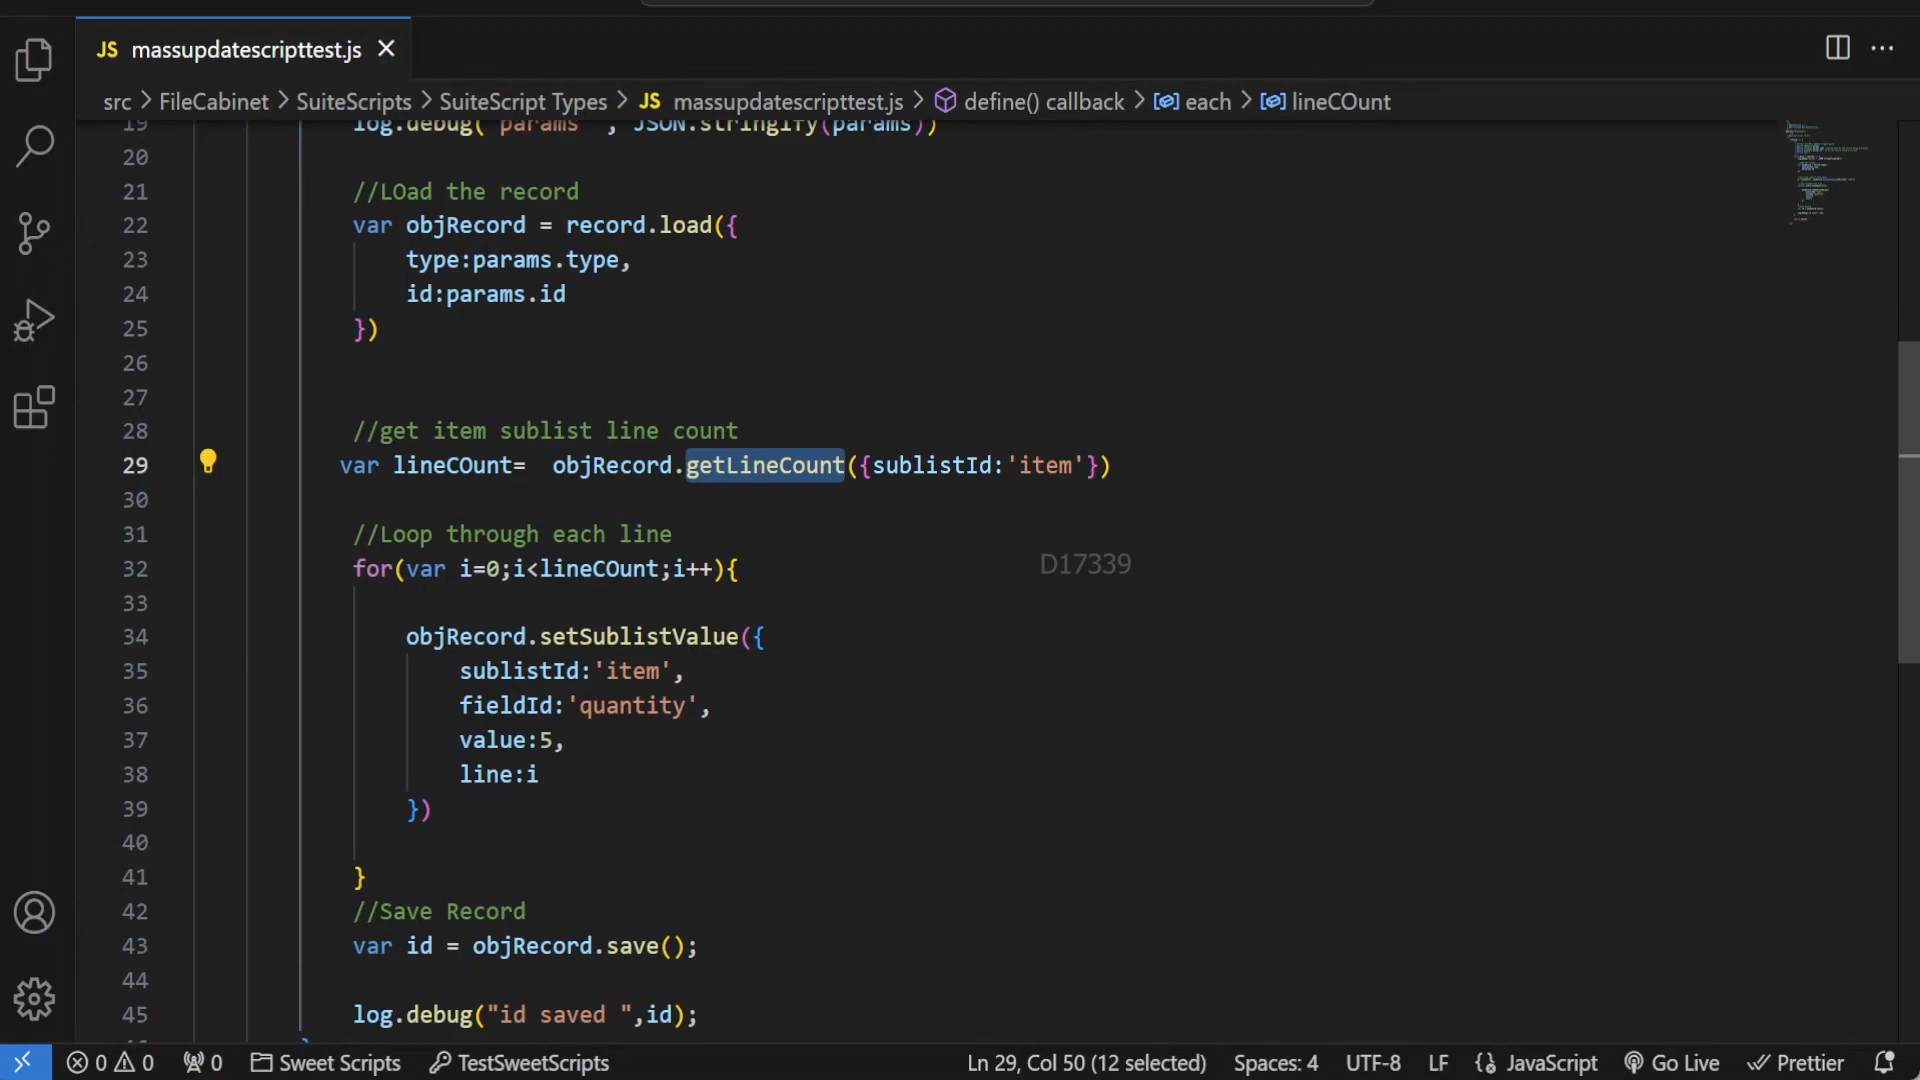 JS massupdatescripttest.js
src > FileCabinet > SuiteScripts > SuiteScript Types > JS massupdatescripttest.js > define() callback > each > lineCOunt
19 log.debug("params ", JSON.stringify(params))
20
21 //LOad the record
22 var objRecord = record.load({
23 type:params.type,
24 id:params.id
25 })
26
27
28 //get item sublist line count
29 var lineCOunt=  objRecord.getLineCount({sublistId:'item'})
30
31 //Loop through each line
32 for(var i=0;i<lineCOunt;i++){
D17339
33
34 objRecord.setSublistValue({
35 sublistId:'item',
36 fieldId:'quantity',
37 value:5,
38 line:i
39 })
40
41 }
42 //Save Record
43 var id = objRecord.save();
44
45 log.debug("id saved ",id);
0 0 0 Sweet Scripts TestSweetScripts Ln 29, Col 50 (12 selected) Spaces: 4 UTF-8 LF {} JavaScript Go Live Prettier